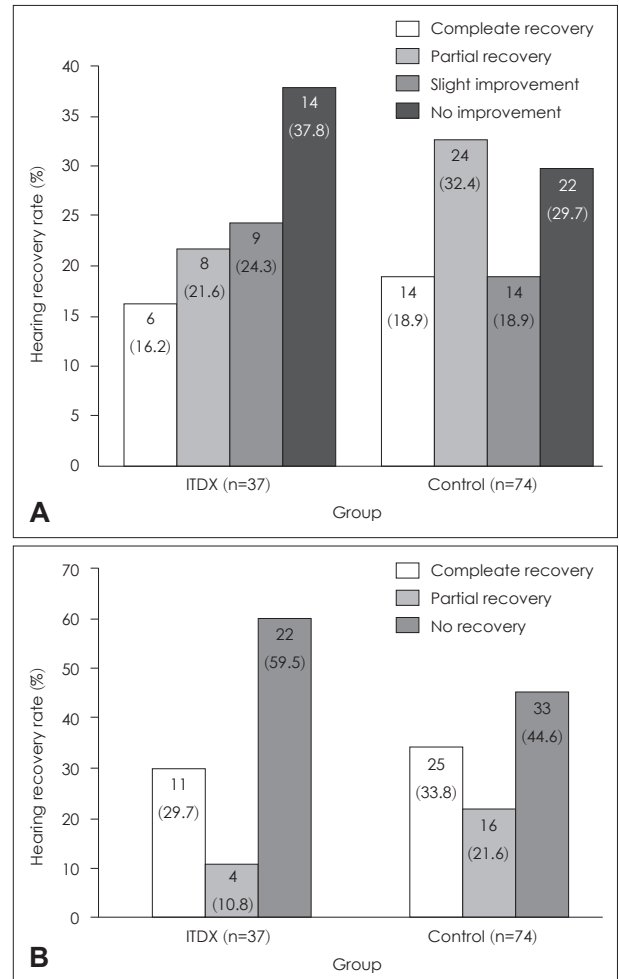 Compleate recovery
Partial recovery
Slight improvement
No improvement
40
35
30
25
20
15
10
5
0
Hearing recovery rate (%)
6
(16.2)
8
(21.6)
9
(24.3)
14
(37.8)
14
(18.9)
24
(32.4)
14
(18.9)
22
(29.7)
ITDX (n=37)
Control (n=74)
Group
A
Compleate recovery
Partial recovery
No recovery
70
60
50
40
30
20
10
0
Hearing recovery rate (%)
11
(29.7)
4
(10.8)
22
(59.5)
25
(33.8)
16
(21.6)
33
(44.6)
ITDX (n=37)
Control (n=74)
Group
B